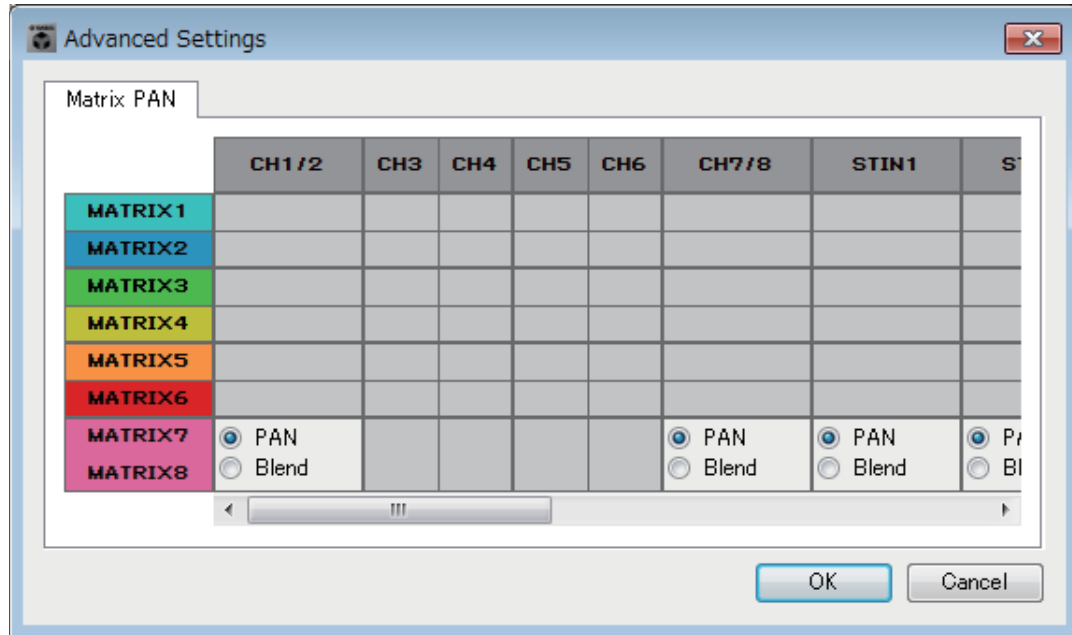 Advanced Settings
Matrix PAN
CH1/2 CH3 CH4 CH5 CH6 CH7/8 STIN1
MATRIX1
MATRIX2
MATRIX3
MATRIX4
MATRIX5
MATRIX6
MATRIX7 PAN PAN PAN
MATRIX8 Blend Blend Blend
OK Cancel